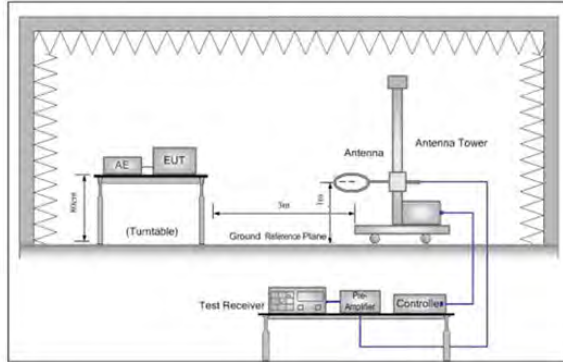 Antenna Tower
Antenna
AE
EUT
80cm
3m
1m
(Turntable)
Ground Reference Plane
Test Receiver
Pre-
Amplifier
Controller